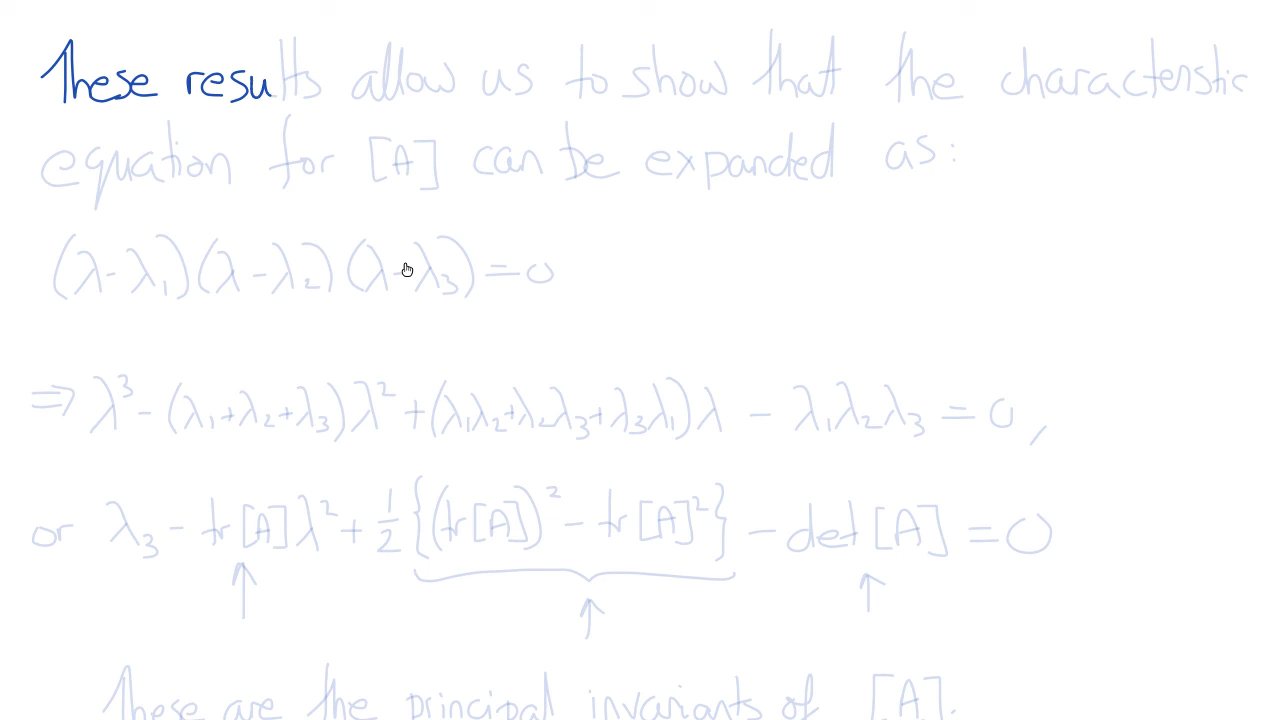 These results allow us to show that the characterstic
equation for [A] can be expanded as:
(λ-λ₁)(λ-λ₂)(λ-λ₃)=0
⇒ λ³-(λ₁+λ₂+λ₃)λ²+(λ₁λ₂+λ₂λ₃+λ₃λ₁)λ - λ₁λ₂λ₃ = 0,
or λ₃ - tr[A]λ² + ½{(tr[A])² - tr[A]²} - det[A] = 0
These are the principal invariants of [A].